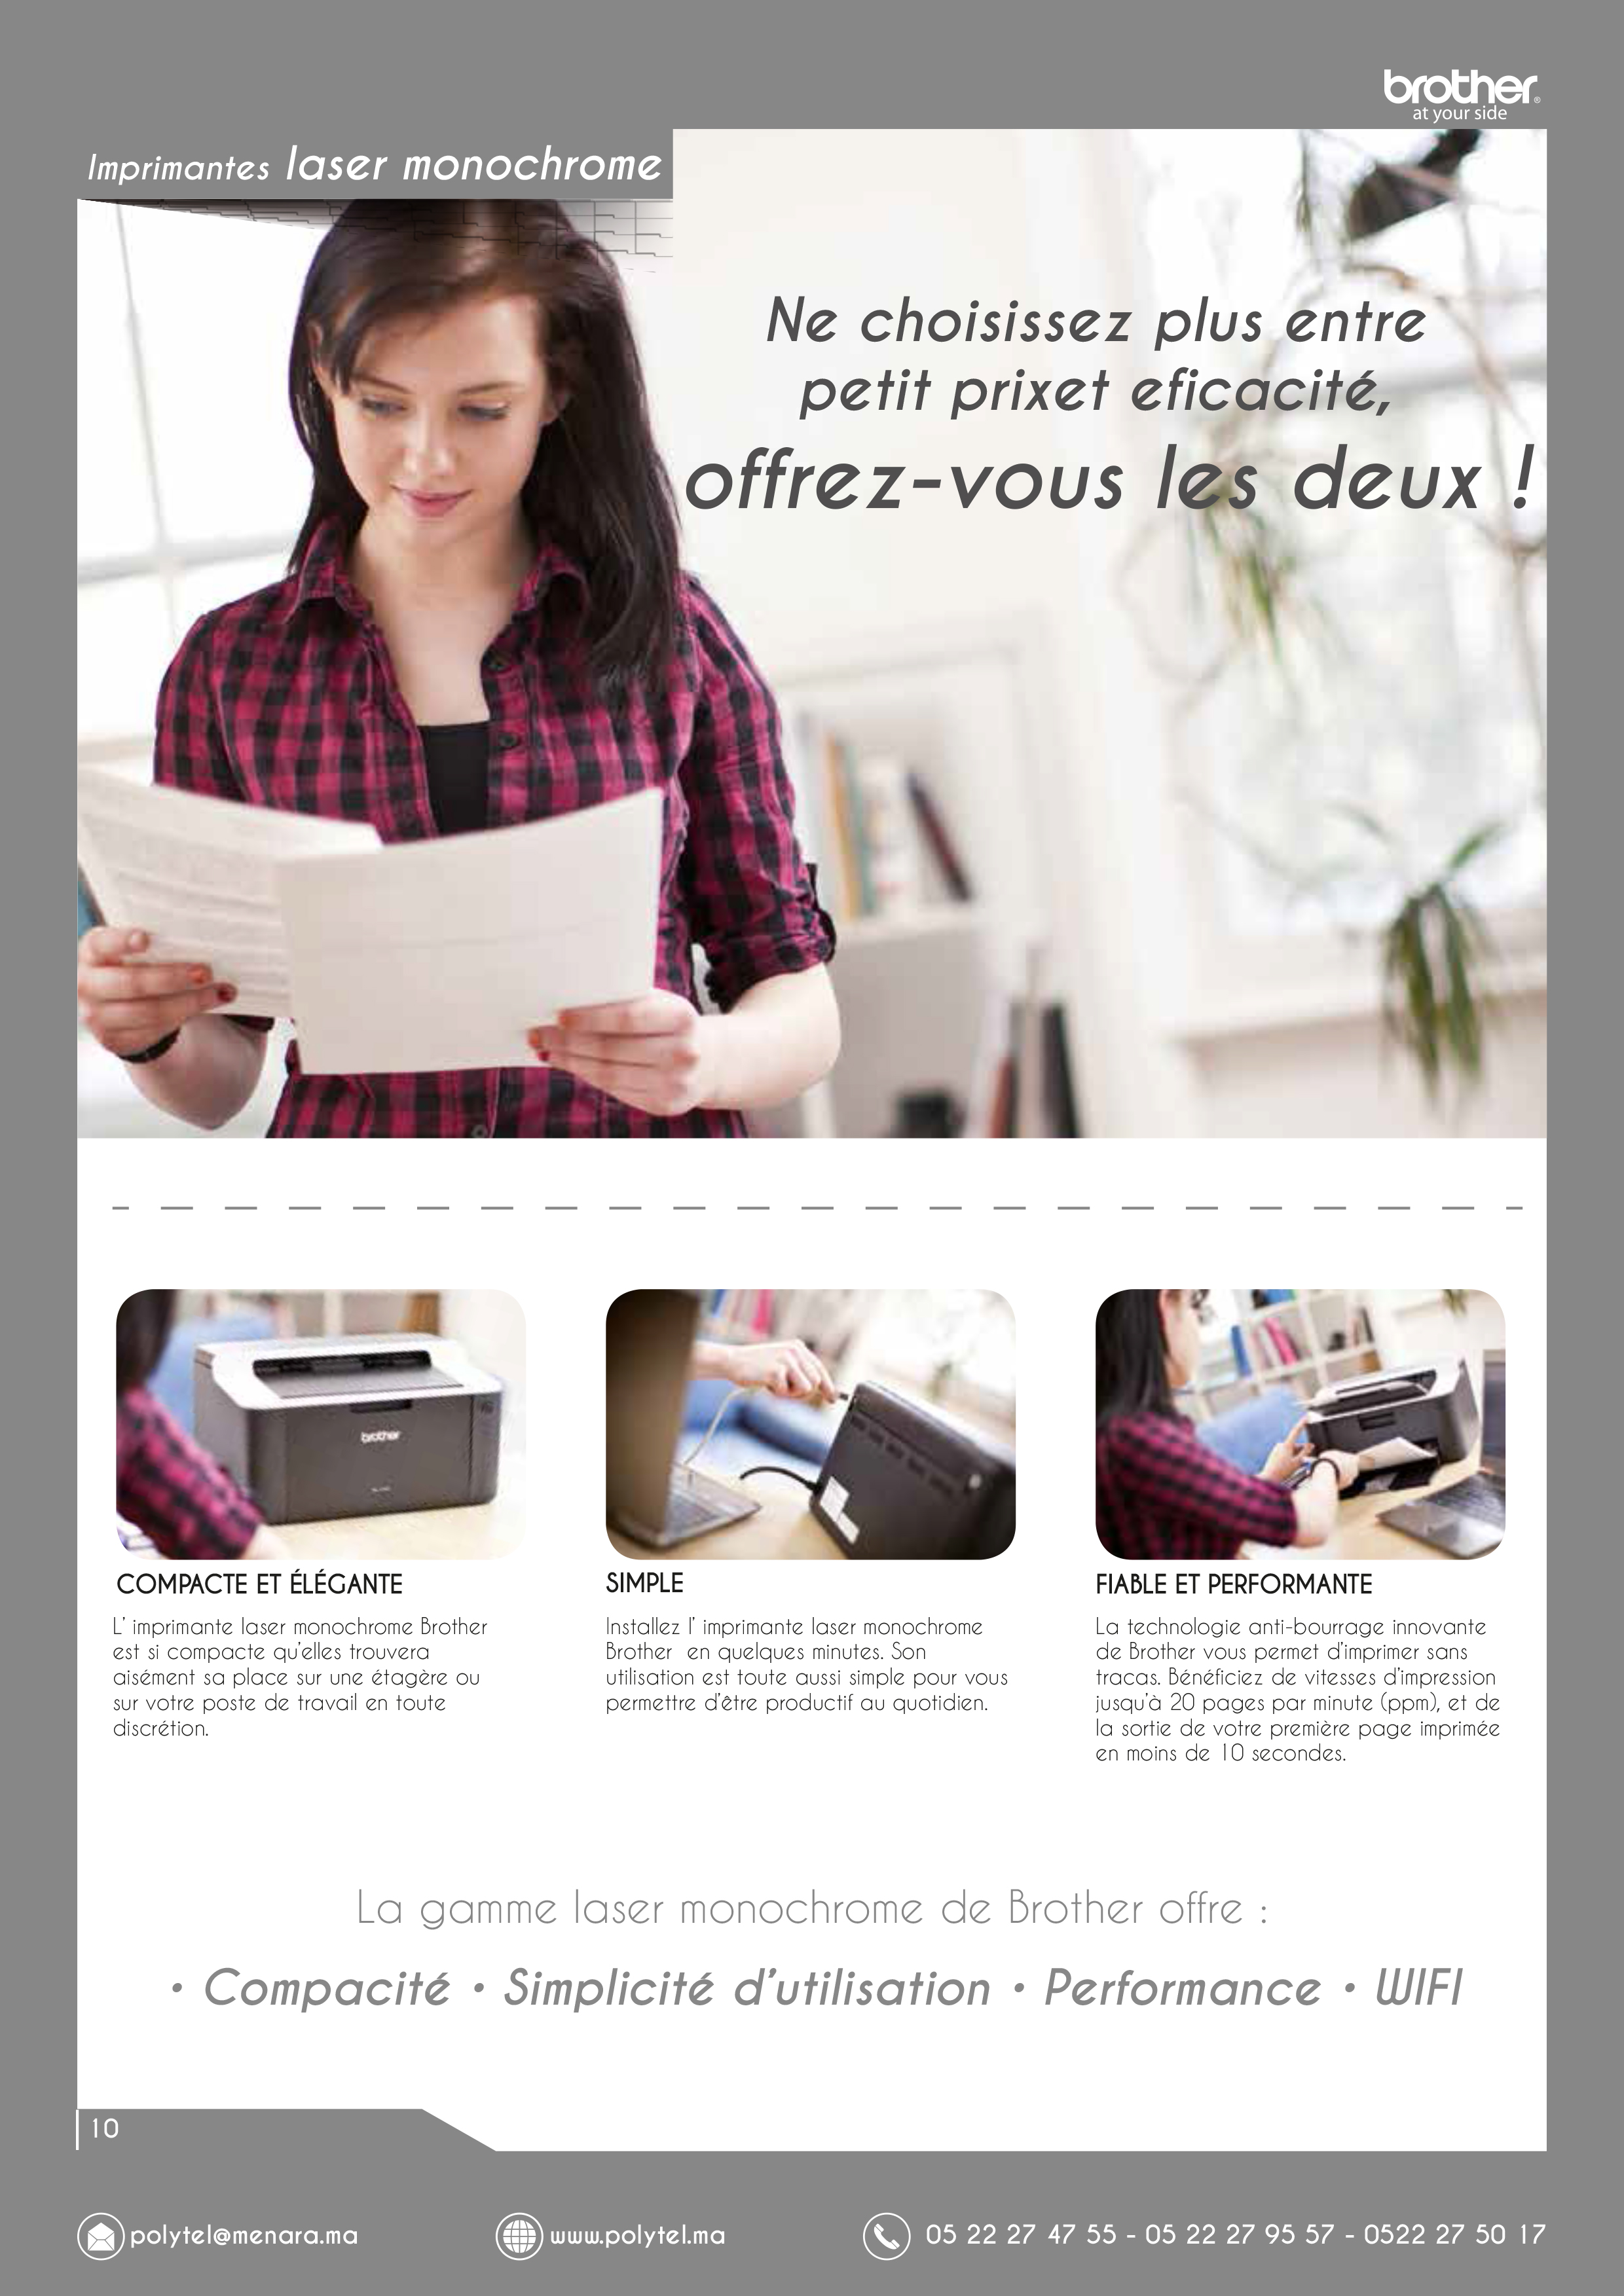 brother
at your side
Imprimantes laser monochrome
Ne choisissez plus entre
petit prixet eficacité,
offrez-vous les deux !
brother
COMPACTE ET ÉLÉGANTE
L' imprimante laser monochrome Brother
est si compacte qu'elles trouvera
aisément sa place sur une étagère ou
sur votre poste de travail en toute
discrétion.
SIMPLE
Installez l' imprimante laser monochrome
Brother  en quelques minutes. Son
utilisation est toute aussi simple pour vous
permettre d'être productif au quotidien.
FIABLE ET PERFORMANTE
La technologie anti-bourrage innovante
de Brother vous permet d'imprimer sans
tracas. Bénéficiez de vitesses d'impression
jusqu'à 20 pages par minute (ppm), et de
la sortie de votre première page imprimée
en moins de 10 secondes.
La gamme laser monochrome de Brother offre :
• Compacité • Simplicité d'utilisation • Performance • WIFI
10
polytel@menara.ma
www.polytel.ma
05 22 27 47 55 - 05 22 27 95 57 - 0522 27 50 17